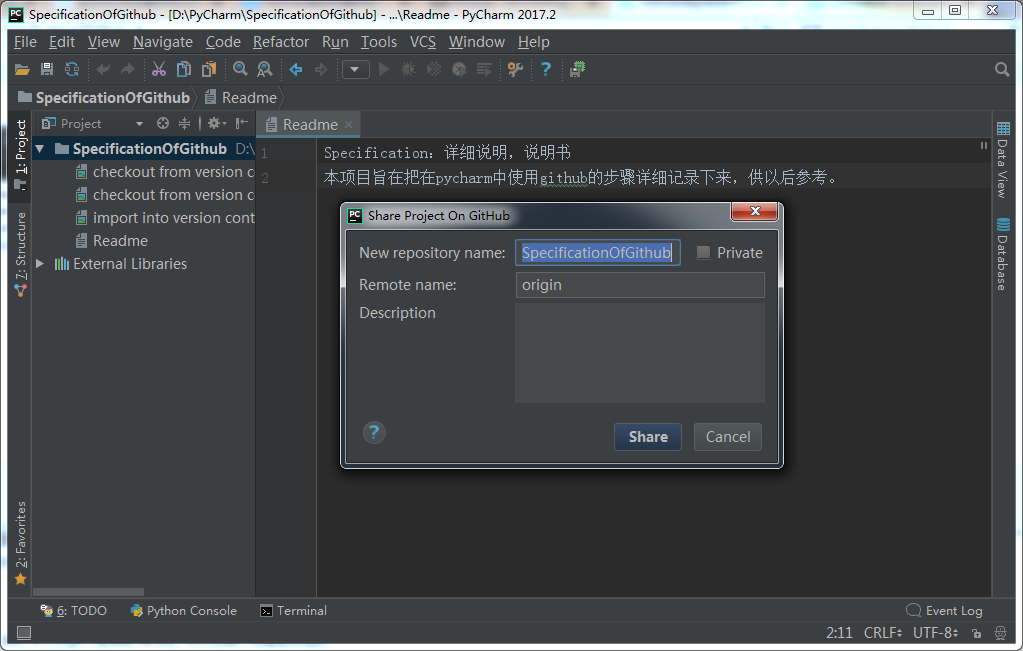 SpecificationOfGithub - [D:\PyCharm\SpecificationOfGithub] - ...\Readme - PyCharm 2017.2
File Edit View Navigate Code Refactor Run Tools VCS Window Help
SpecificationOfGithub Readme
1: Project
7: Structure
2: Favorites
Project
SpecificationOfGithub D:\
checkout from version c
checkout from version c
import into version cont
Readme
External Libraries
Readme
1 Specification: 详细说明，说明书
2 本项目旨在把在pycharm中使用github的步骤详细记录下来，供以后参考。
Share Project On GitHub
New repository name: SpecificationOfGithub Private
Remote name: origin
Description
? Share Cancel
Data View
Database
6: TODO Python Console Terminal Event Log
2:11 CRLF UTF-8